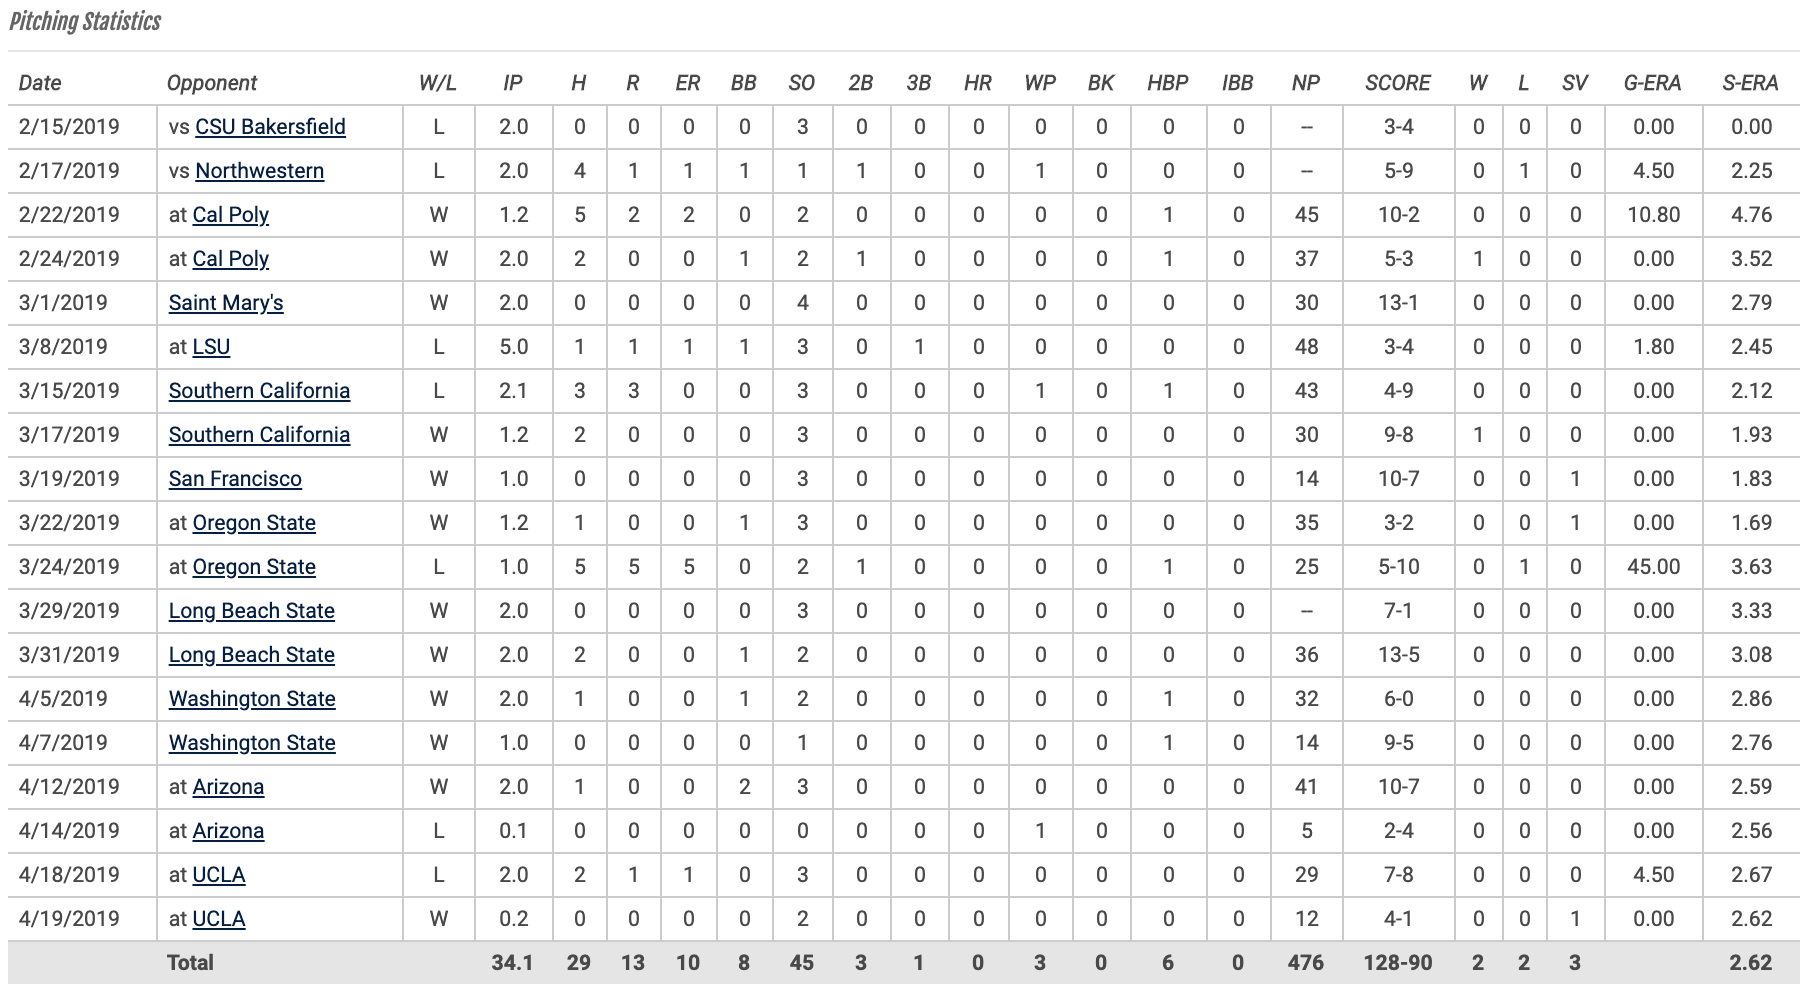 Pitching Statistics
Date Opponent W/L IP H R ER BB SO 2B 3B HR WP BK HBP IBB NP SCORE W L SV G-ERA S-ERA
2/15/2019 vs CSU Bakersfield L 2.0 0 0 0 0 3 0 0 0 0 0 0 0 -- 3-4 0 0 0 0.00 0.00
2/17/2019 vs Northwestern L 2.0 4 1 1 1 1 1 0 0 1 0 0 0 -- 5-9 0 1 0 4.50 2.25
2/22/2019 at Cal Poly W 1.2 5 2 2 0 2 0 0 0 0 0 1 0 45 10-2 0 0 0 10.80 4.76
2/24/2019 at Cal Poly W 2.0 2 0 0 1 2 1 0 0 0 0 1 0 37 5-3 1 0 0 0.00 3.52
3/1/2019 Saint Mary's W 2.0 0 0 0 0 4 0 0 0 0 0 0 0 30 13-1 0 0 0 0.00 2.79
3/8/2019 at LSU L 5.0 1 1 1 1 3 0 1 0 0 0 0 0 48 3-4 0 0 0 1.80 2.45
3/15/2019 Southern California L 2.1 3 3 0 0 3 0 0 0 1 0 1 0 43 4-9 0 0 0 0.00 2.12
3/17/2019 Southern California W 1.2 2 0 0 0 3 0 0 0 0 0 0 0 30 9-8 1 0 0 0.00 1.93
3/19/2019 San Francisco W 1.0 0 0 0 0 3 0 0 0 0 0 0 0 14 10-7 0 0 1 0.00 1.83
3/22/2019 at Oregon State W 1.2 1 0 0 1 3 0 0 0 0 0 0 0 35 3-2 0 0 1 0.00 1.69
3/24/2019 at Oregon State L 1.0 5 5 5 0 2 1 0 0 0 0 1 0 25 5-10 0 1 0 45.00 3.63
3/29/2019 Long Beach State W 2.0 0 0 0 0 3 0 0 0 0 0 0 0 -- 7-1 0 0 0 0.00 3.33
3/31/2019 Long Beach State W 2.0 2 0 0 1 2 0 0 0 0 0 0 0 36 13-5 0 0 0 0.00 3.08
4/5/2019 Washington State W 2.0 1 0 0 1 2 0 0 0 0 0 1 0 32 6-0 0 0 0 0.00 2.86
4/7/2019 Washington State W 1.0 0 0 0 0 1 0 0 0 0 0 1 0 14 9-5 0 0 0 0.00 2.76
4/12/2019 at Arizona W 2.0 1 0 0 2 3 0 0 0 0 0 0 0 41 10-7 0 0 0 0.00 2.59
4/14/2019 at Arizona L 0.1 0 0 0 0 0 0 0 0 1 0 0 0 5 2-4 0 0 0 0.00 2.56
4/18/2019 at UCLA L 2.0 2 1 1 0 3 0 0 0 0 0 0 0 29 7-8 0 0 0 4.50 2.67
4/19/2019 at UCLA W 0.2 0 0 0 0 2 0 0 0 0 0 0 0 12 4-1 0 0 1 0.00 2.62
Total 34.1 29 13 10 8 45 3 1 0 3 0 6 0 476 128-90 2 2 3 2.62